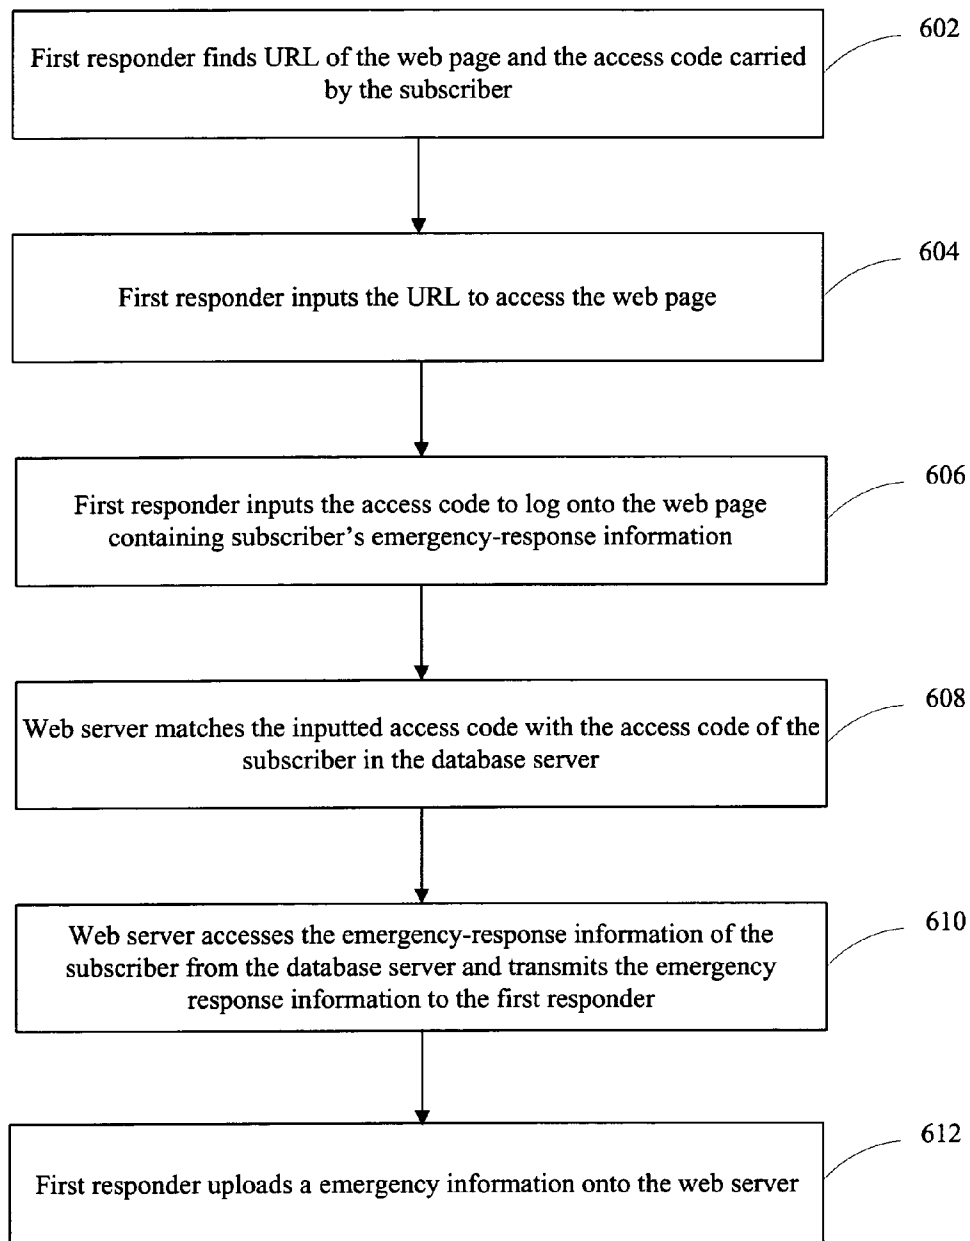 First responder finds URL of the web page and the access code carried
by the subscriber
602
First responder inputs the URL to access the web page
604
First responder inputs the access code to log onto the web page
containing subscriber's emergency-response information
606
Web server matches the inputted access code with the access code of the
subscriber in the database server
608
Web server accesses the emergency-response information of the
subscriber from the database server and transmits the emergency
response information to the first responder
610
First responder uploads a emergency information onto the web server
612